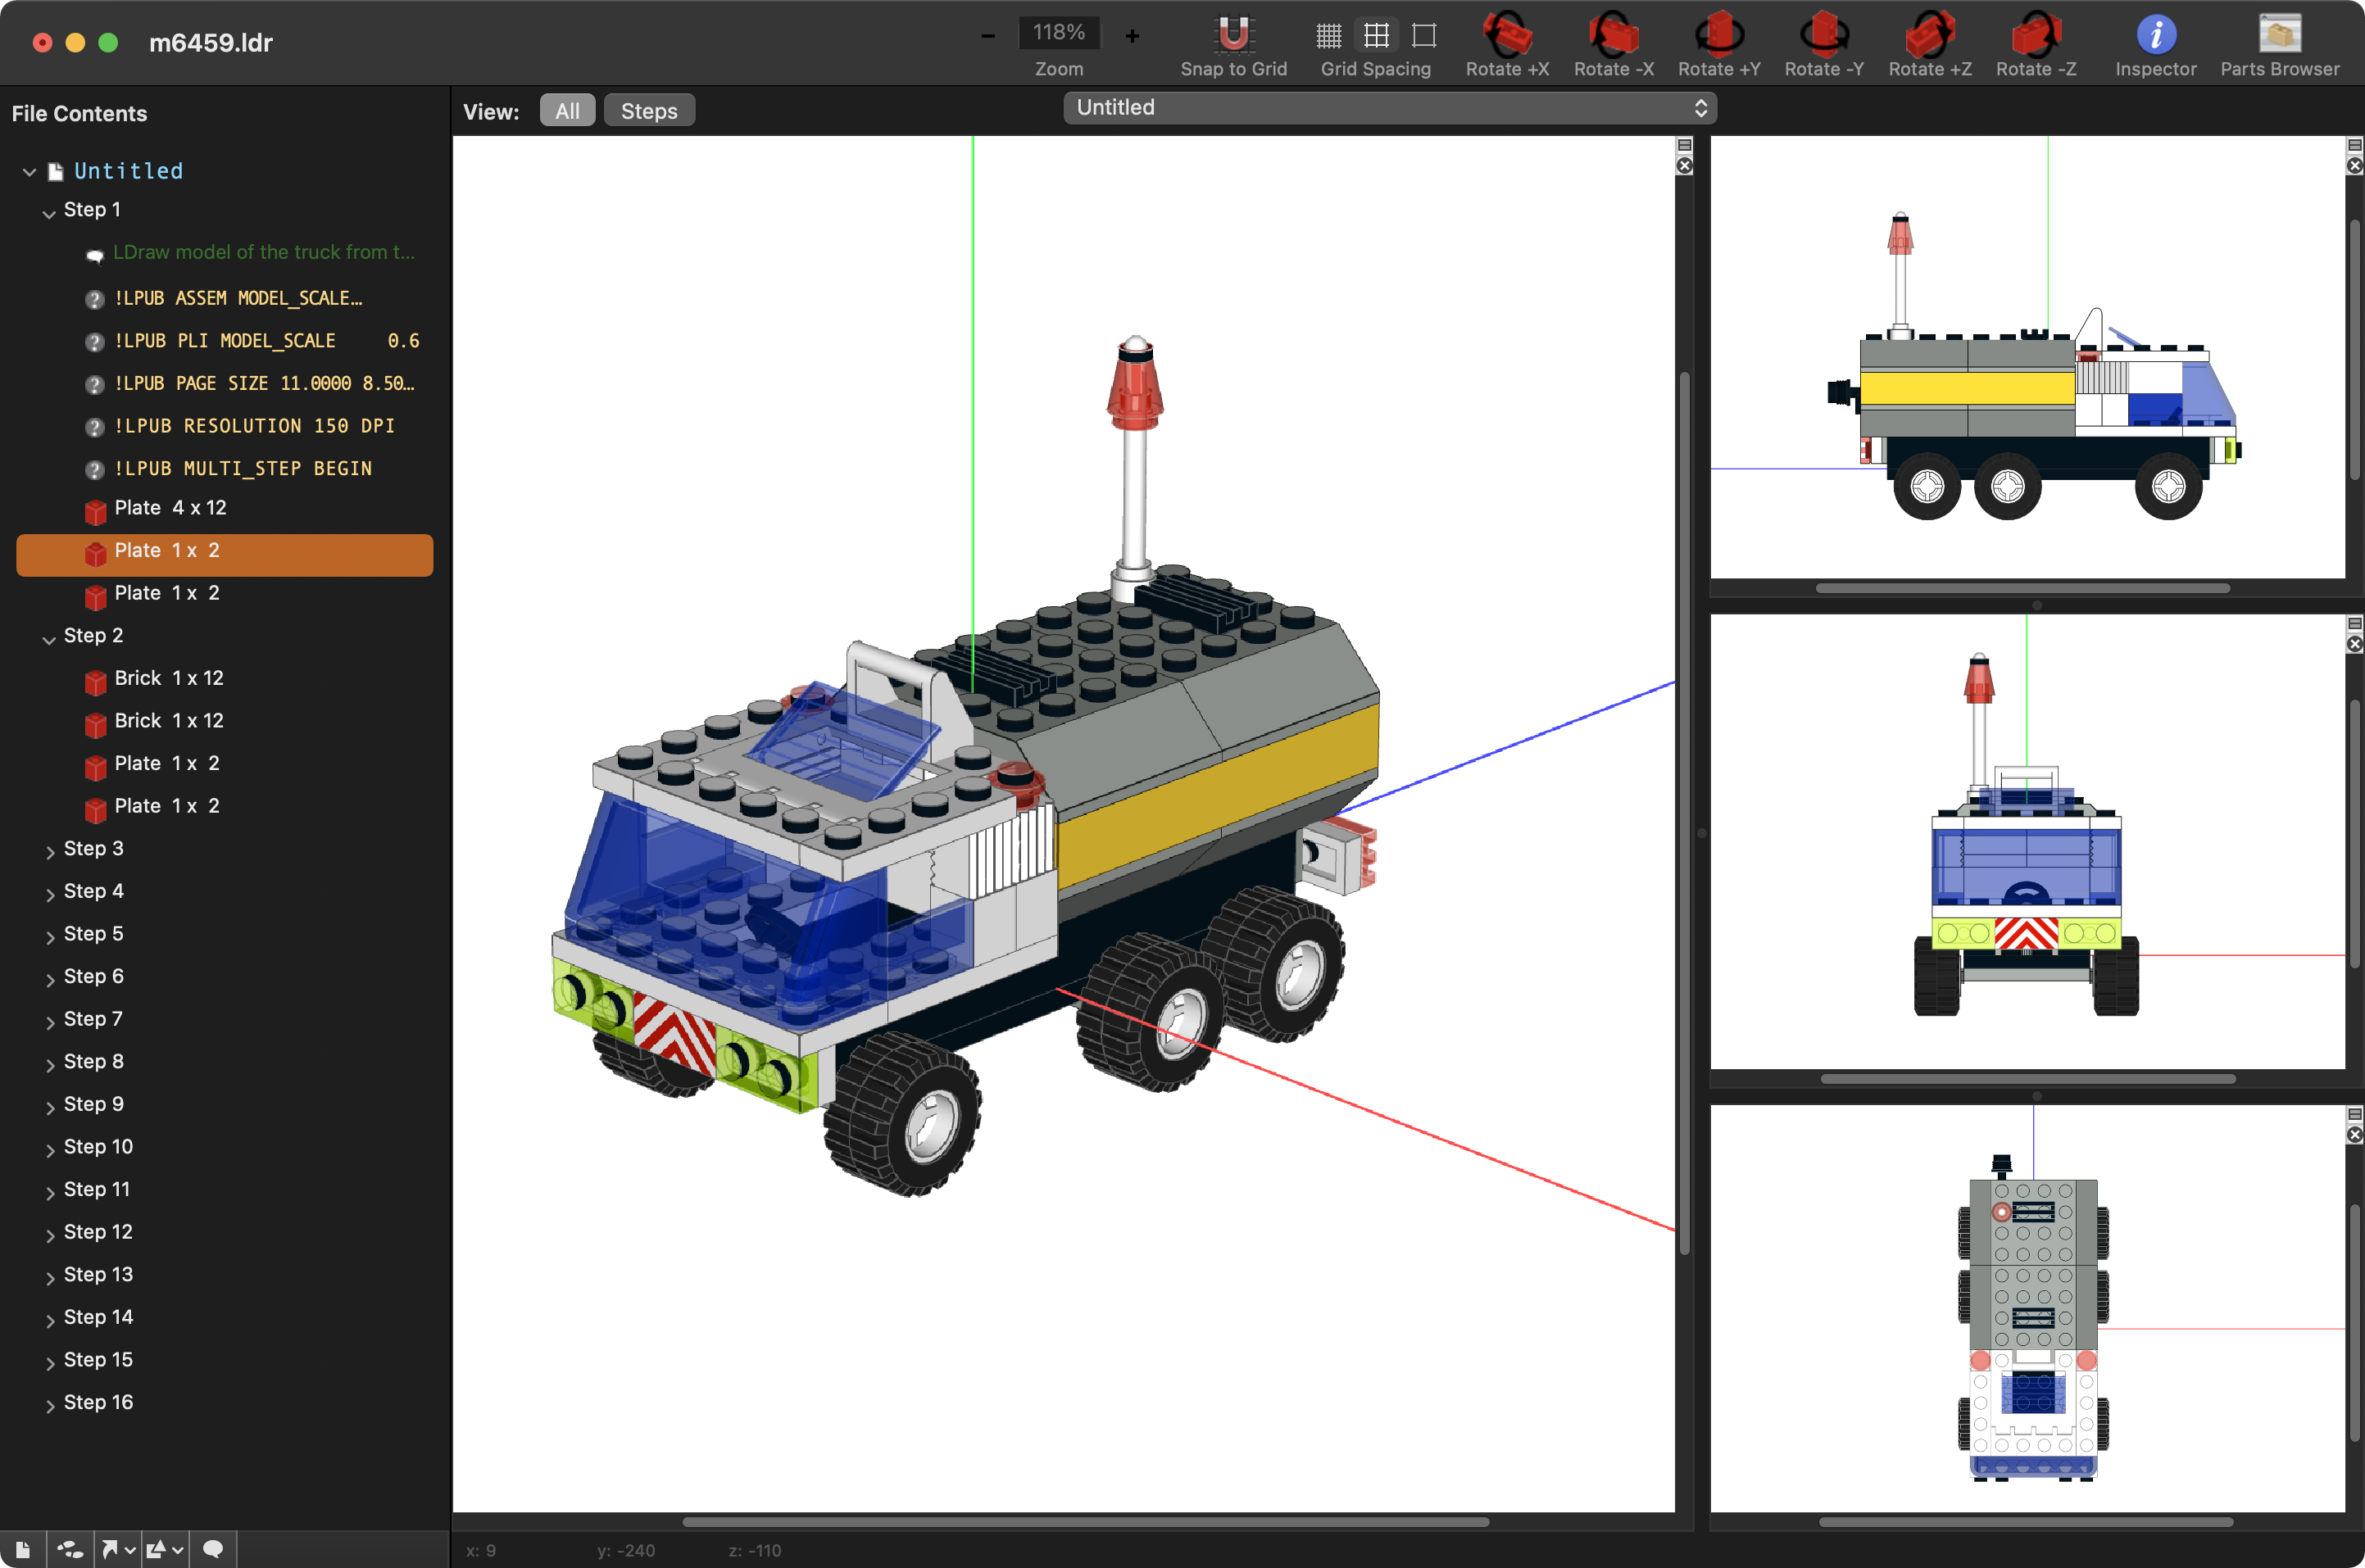 m6459.ldr
118%
Zoom
Snap to Grid
Grid Spacing
Rotate +X
Rotate -X
Rotate +Y
Rotate -Y
Rotate +Z
Rotate -Z
Inspector
Parts Browser
File Contents
View:
All
Steps
Untitled
Untitled
Step 1
LDraw model of the truck from t...
!LPUB ASSEM MODEL_SCALE…
!LPUB PLI MODEL_SCALE 0.6
!LPUB PAGE SIZE 11.0000 8.50…
!LPUB RESOLUTION 150 DPI
!LPUB MULTI_STEP BEGIN
Plate 4 x 12
Plate 1 x 2
Plate 1 x 2
Step 2
Brick 1 x 12
Brick 1 x 12
Plate 1 x 2
Plate 1 x 2
Step 3
Step 4
Step 5
Step 6
Step 7
Step 8
Step 9
Step 10
Step 11
Step 12
Step 13
Step 14
Step 15
Step 16
x: 9
y: -240
z: -110